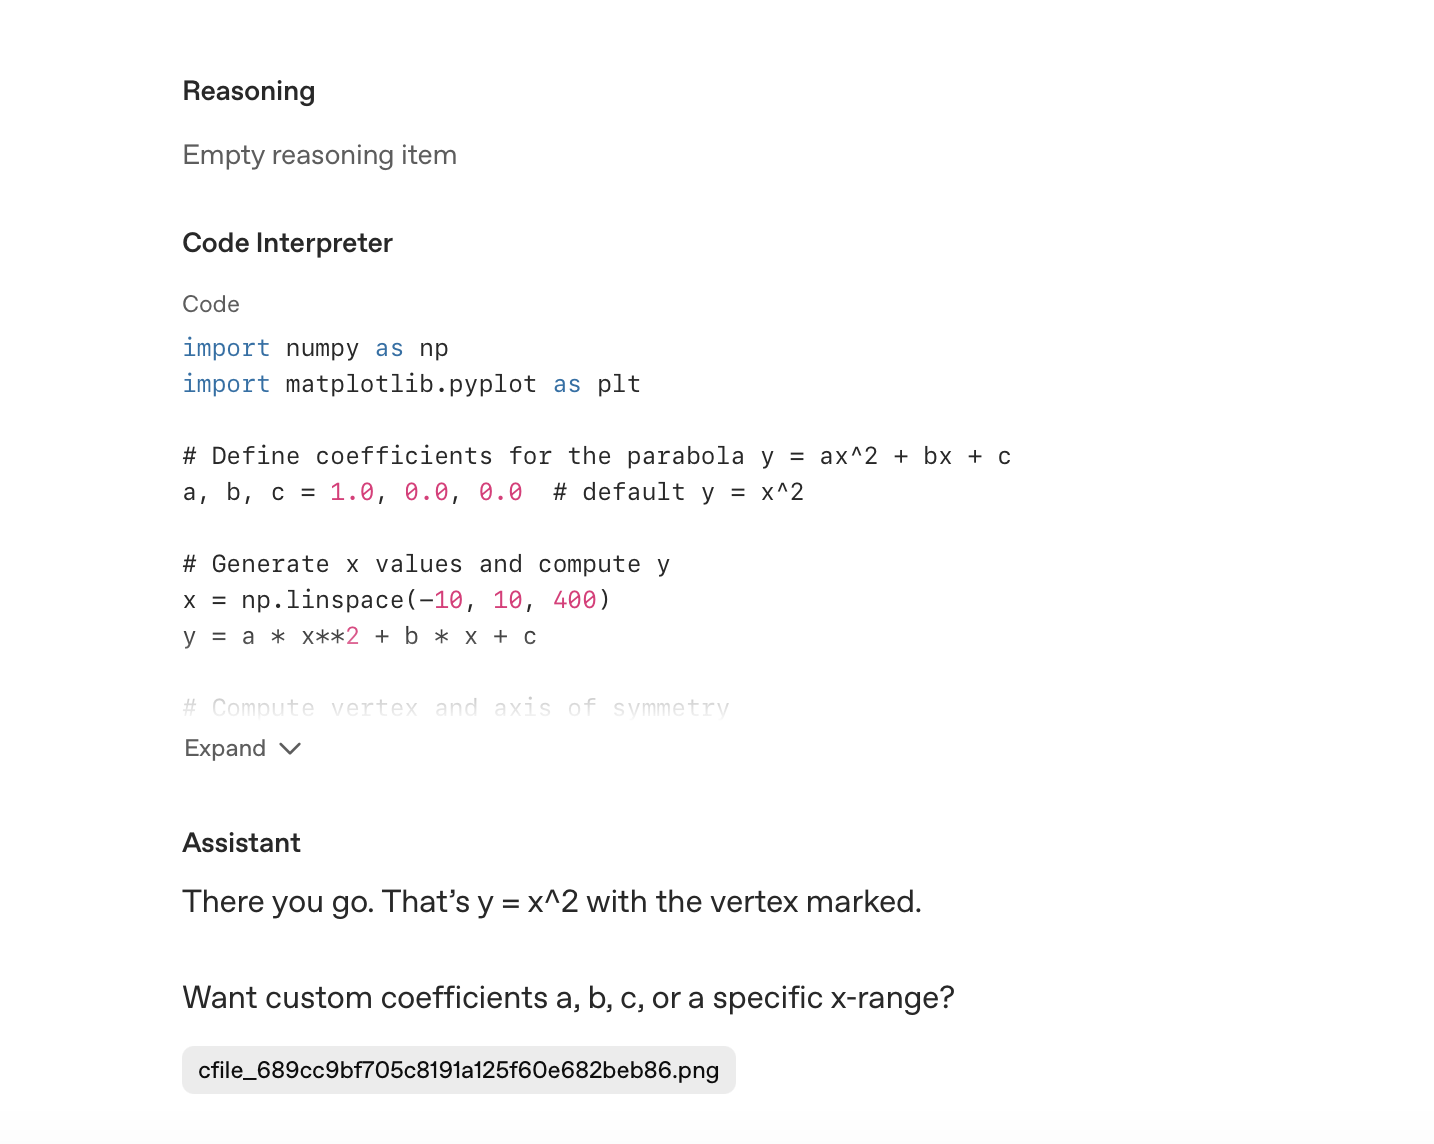 Reasoning
Empty reasoning item
Code Interpreter
Code
import numpy as np
import matplotlib.pyplot as plt
# Define coefficients for the parabola y = ax^2 + bx + c
a, b, c = 1.0, 0.0, 0.0  # default y = x^2
# Generate x values and compute y
x = np.linspace(-10, 10, 400)
y = a * x**2 + b * x + c
# Compute vertex and axis of symmetry
Expand
Assistant
There you go. That’s y = x^2 with the vertex marked.
Want custom coefficients a, b, c, or a specific x-range?
cfile_689cc9bf705c8191a125f60e682beb86.png